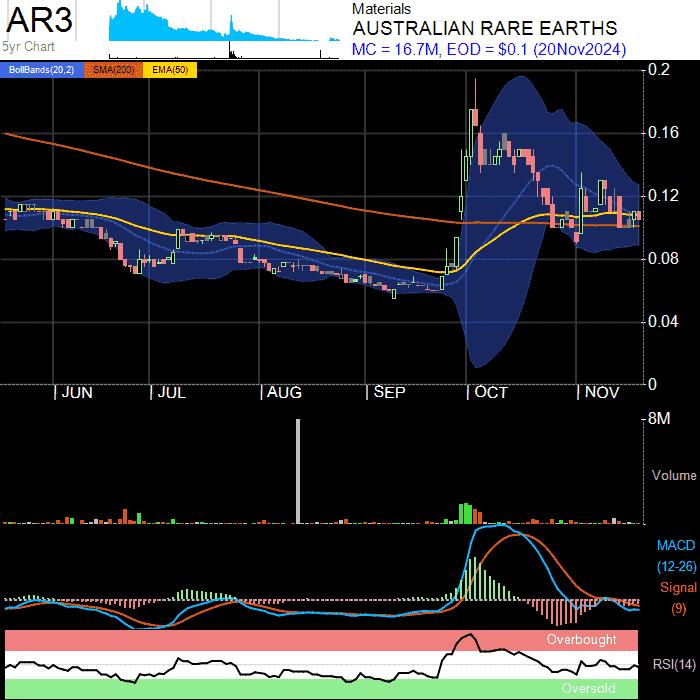 AR3
5yr Chart
Materials
AUSTRALIAN RARE EARTHS
MC = 16.7M, EOD = $0.1 (20Nov2024)
BollBands(20,2) SMA(200) EMA(50)
0.2
0.16
0.12
0.08
0.04
0
JUN JUL AUG SEP OCT NOV
8M
Volume
MACD
(12-26)
Signal
(9)
Overbought
RSI(14)
Oversold